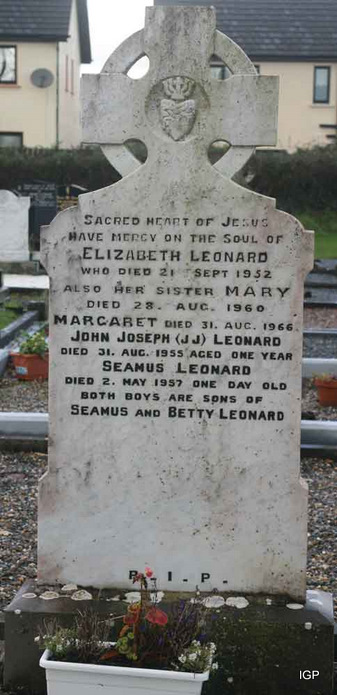 SACRED HEART OF JESUS
HAVE MERCY ON THE SOUL OF
ELIZABETH LEONARD
WHO DIED 21 SEPT 1952
ALSO HER SISTER MARY
DIED 28. AUG. 1960
MARGARET DIED 31. AUG. 1966
JOHN JOSEPH (JJ) LEONARD
DIED 31. AUG. 1955 AGED ONE YEAR
SEAMUS LEONARD
DIED 2. MAY 1957 ONE DAY OLD
BOTH BOYS ARE SONS OF
SEAMUS AND BETTY LEONARD
R.I.P.
IGP